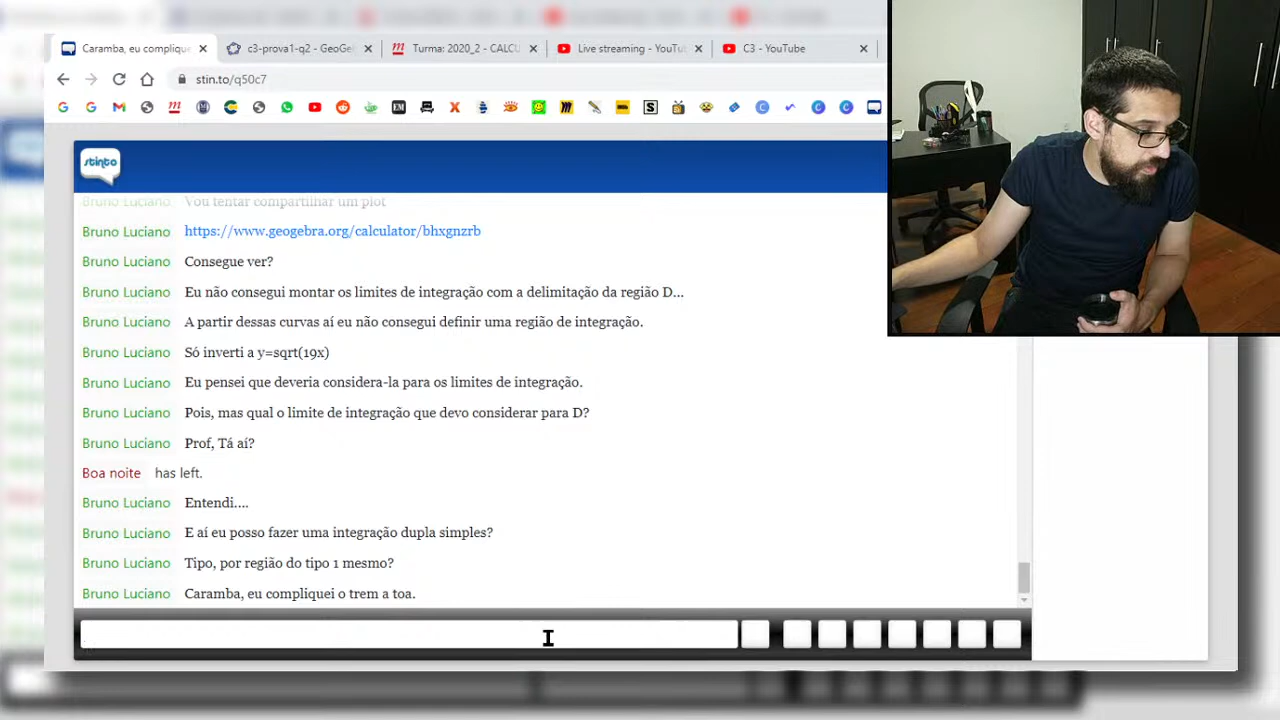 Caramba, eu complique
c3-prova1-q2 - GeoGe
Turma: 2020_2 - CALC
Live streaming - YouTu
C3 - YouTube
stin.to/q50c7
stinto
Bruno Luciano Vou tentar compartilhar um plot
Bruno Luciano https://www.geogebra.org/calculator/bhxgnzrb
Bruno Luciano Consegue ver?
Bruno Luciano Eu não consegui montar os limites de integração com a delimitação da região D...
Bruno Luciano A partir dessas curvas aí eu não consegui definir uma região de integração.
Bruno Luciano Só inverti a y=sqrt(19x)
Bruno Luciano Eu pensei que deveria considera-la para os limites de integração.
Bruno Luciano Pois, mas qual o limite de integração que devo considerar para D?
Bruno Luciano Prof, Tá aí?
Boa noite has left.
Bruno Luciano Entendi....
Bruno Luciano E aí eu posso fazer uma integração dupla simples?
Bruno Luciano Tipo, por região do tipo 1 mesmo?
Bruno Luciano Caramba, eu compliquei o trem a toa.